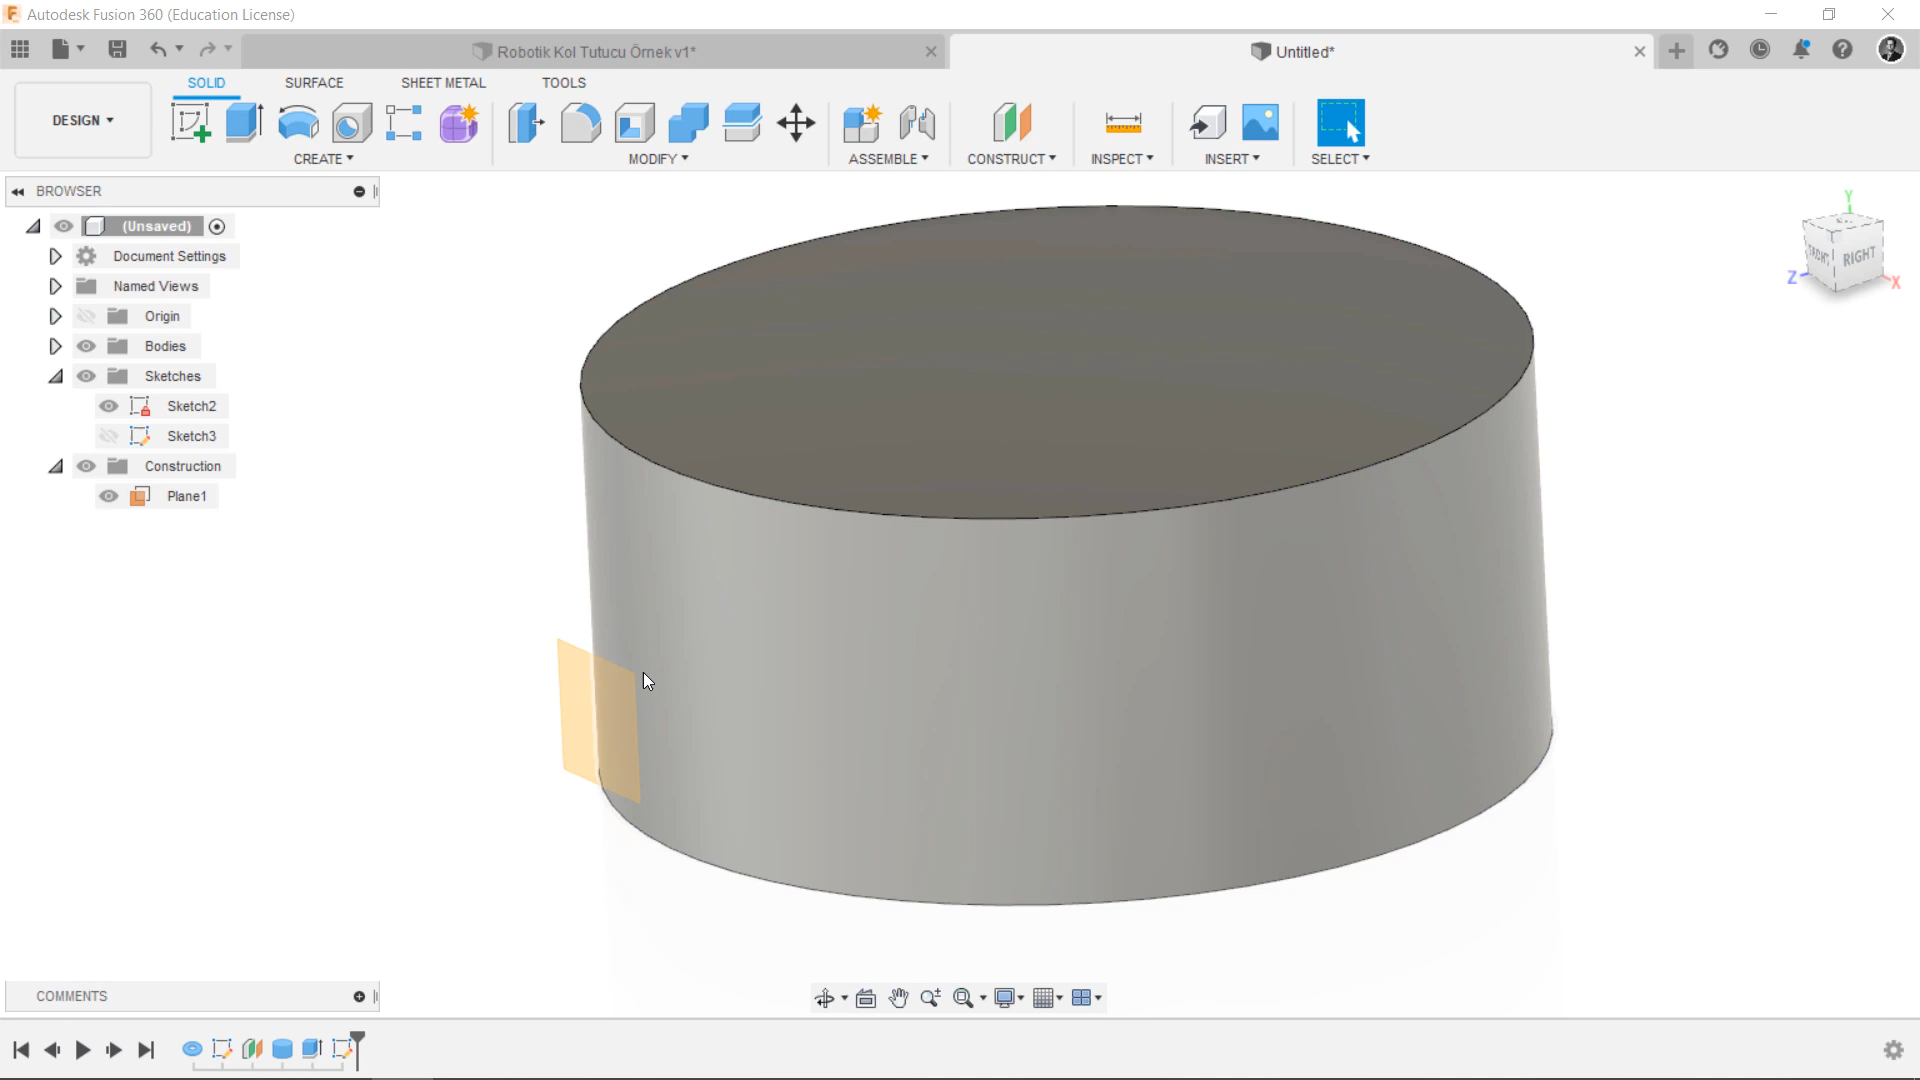 Autodesk Fusion 360 (Education License)
Robotik Kol Tutucu Örnek v1*
Untitled*
DESIGN
SOLID
SURFACE
SHEET METAL
TOOLS
CREATE
MODIFY
ASSEMBLE
CONSTRUCT
INSPECT
INSERT
SELECT
BROWSER
(Unsaved)
Document Settings
Named Views
Origin
Bodies
Sketches
Sketch2
Sketch3
Construction
Plane1
Y
FRONT
RIGHT
Z
X
COMMENTS